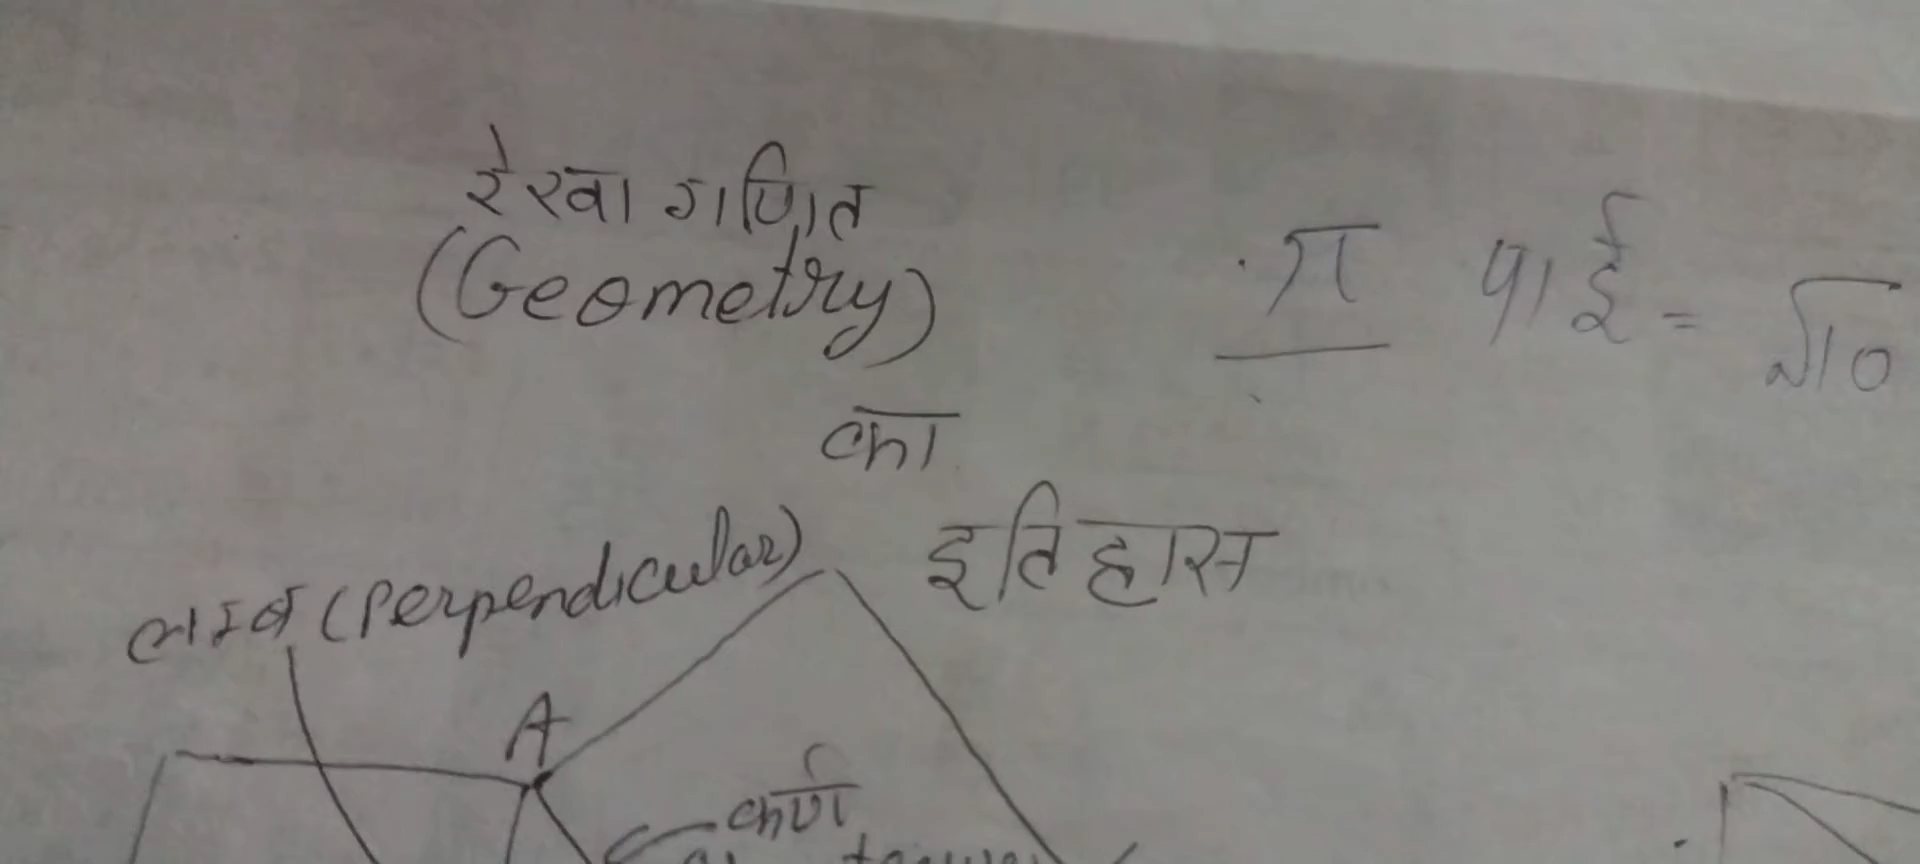 रेखा गणित
(Geometry)
π पाई = √10
का
इतिहास
लम्ब (Perpendicular)
A
कर्ण